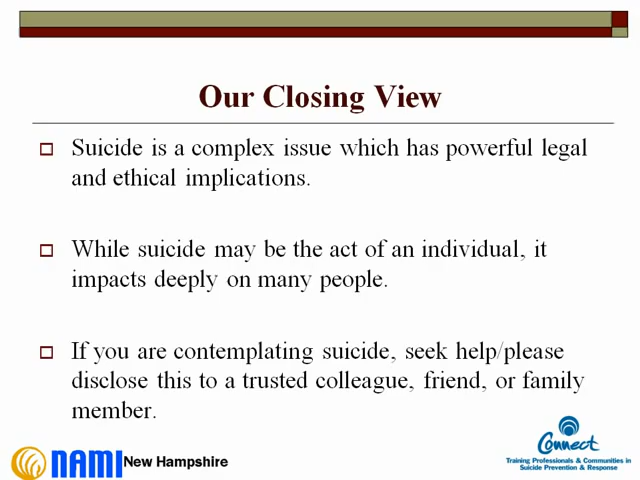 Our Closing View
Suicide is a complex issue which has powerful legal
and ethical implications.
While suicide may be the act of an individual, it
impacts deeply on many people.
If you are contemplating suicide, seek help/please
disclose this to a trusted colleague, friend, or family
member.
NAMI New Hampshire
Connect
Training Professionals & Communities in
Suicide Prevention & Response